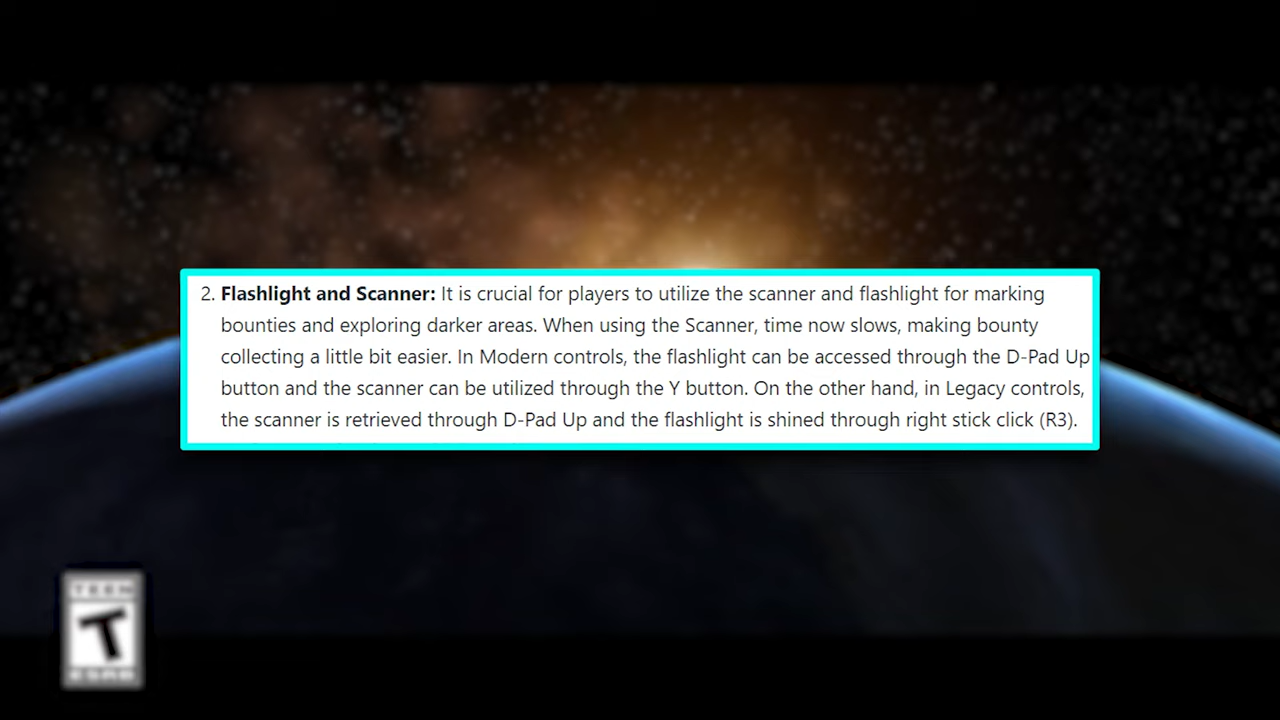 2. Flashlight and Scanner: It is crucial for players to utilize the scanner and flashlight for marking
bounties and exploring darker areas. When using the Scanner, time now slows, making bounty
collecting a little bit easier. In Modern controls, the flashlight can be accessed through the D-Pad Up
button and the scanner can be utilized through the Y button. On the other hand, in Legacy controls,
the scanner is retrieved through D-Pad Up and the flashlight is shined through right stick click (R3).
TEEN
T
ESRB